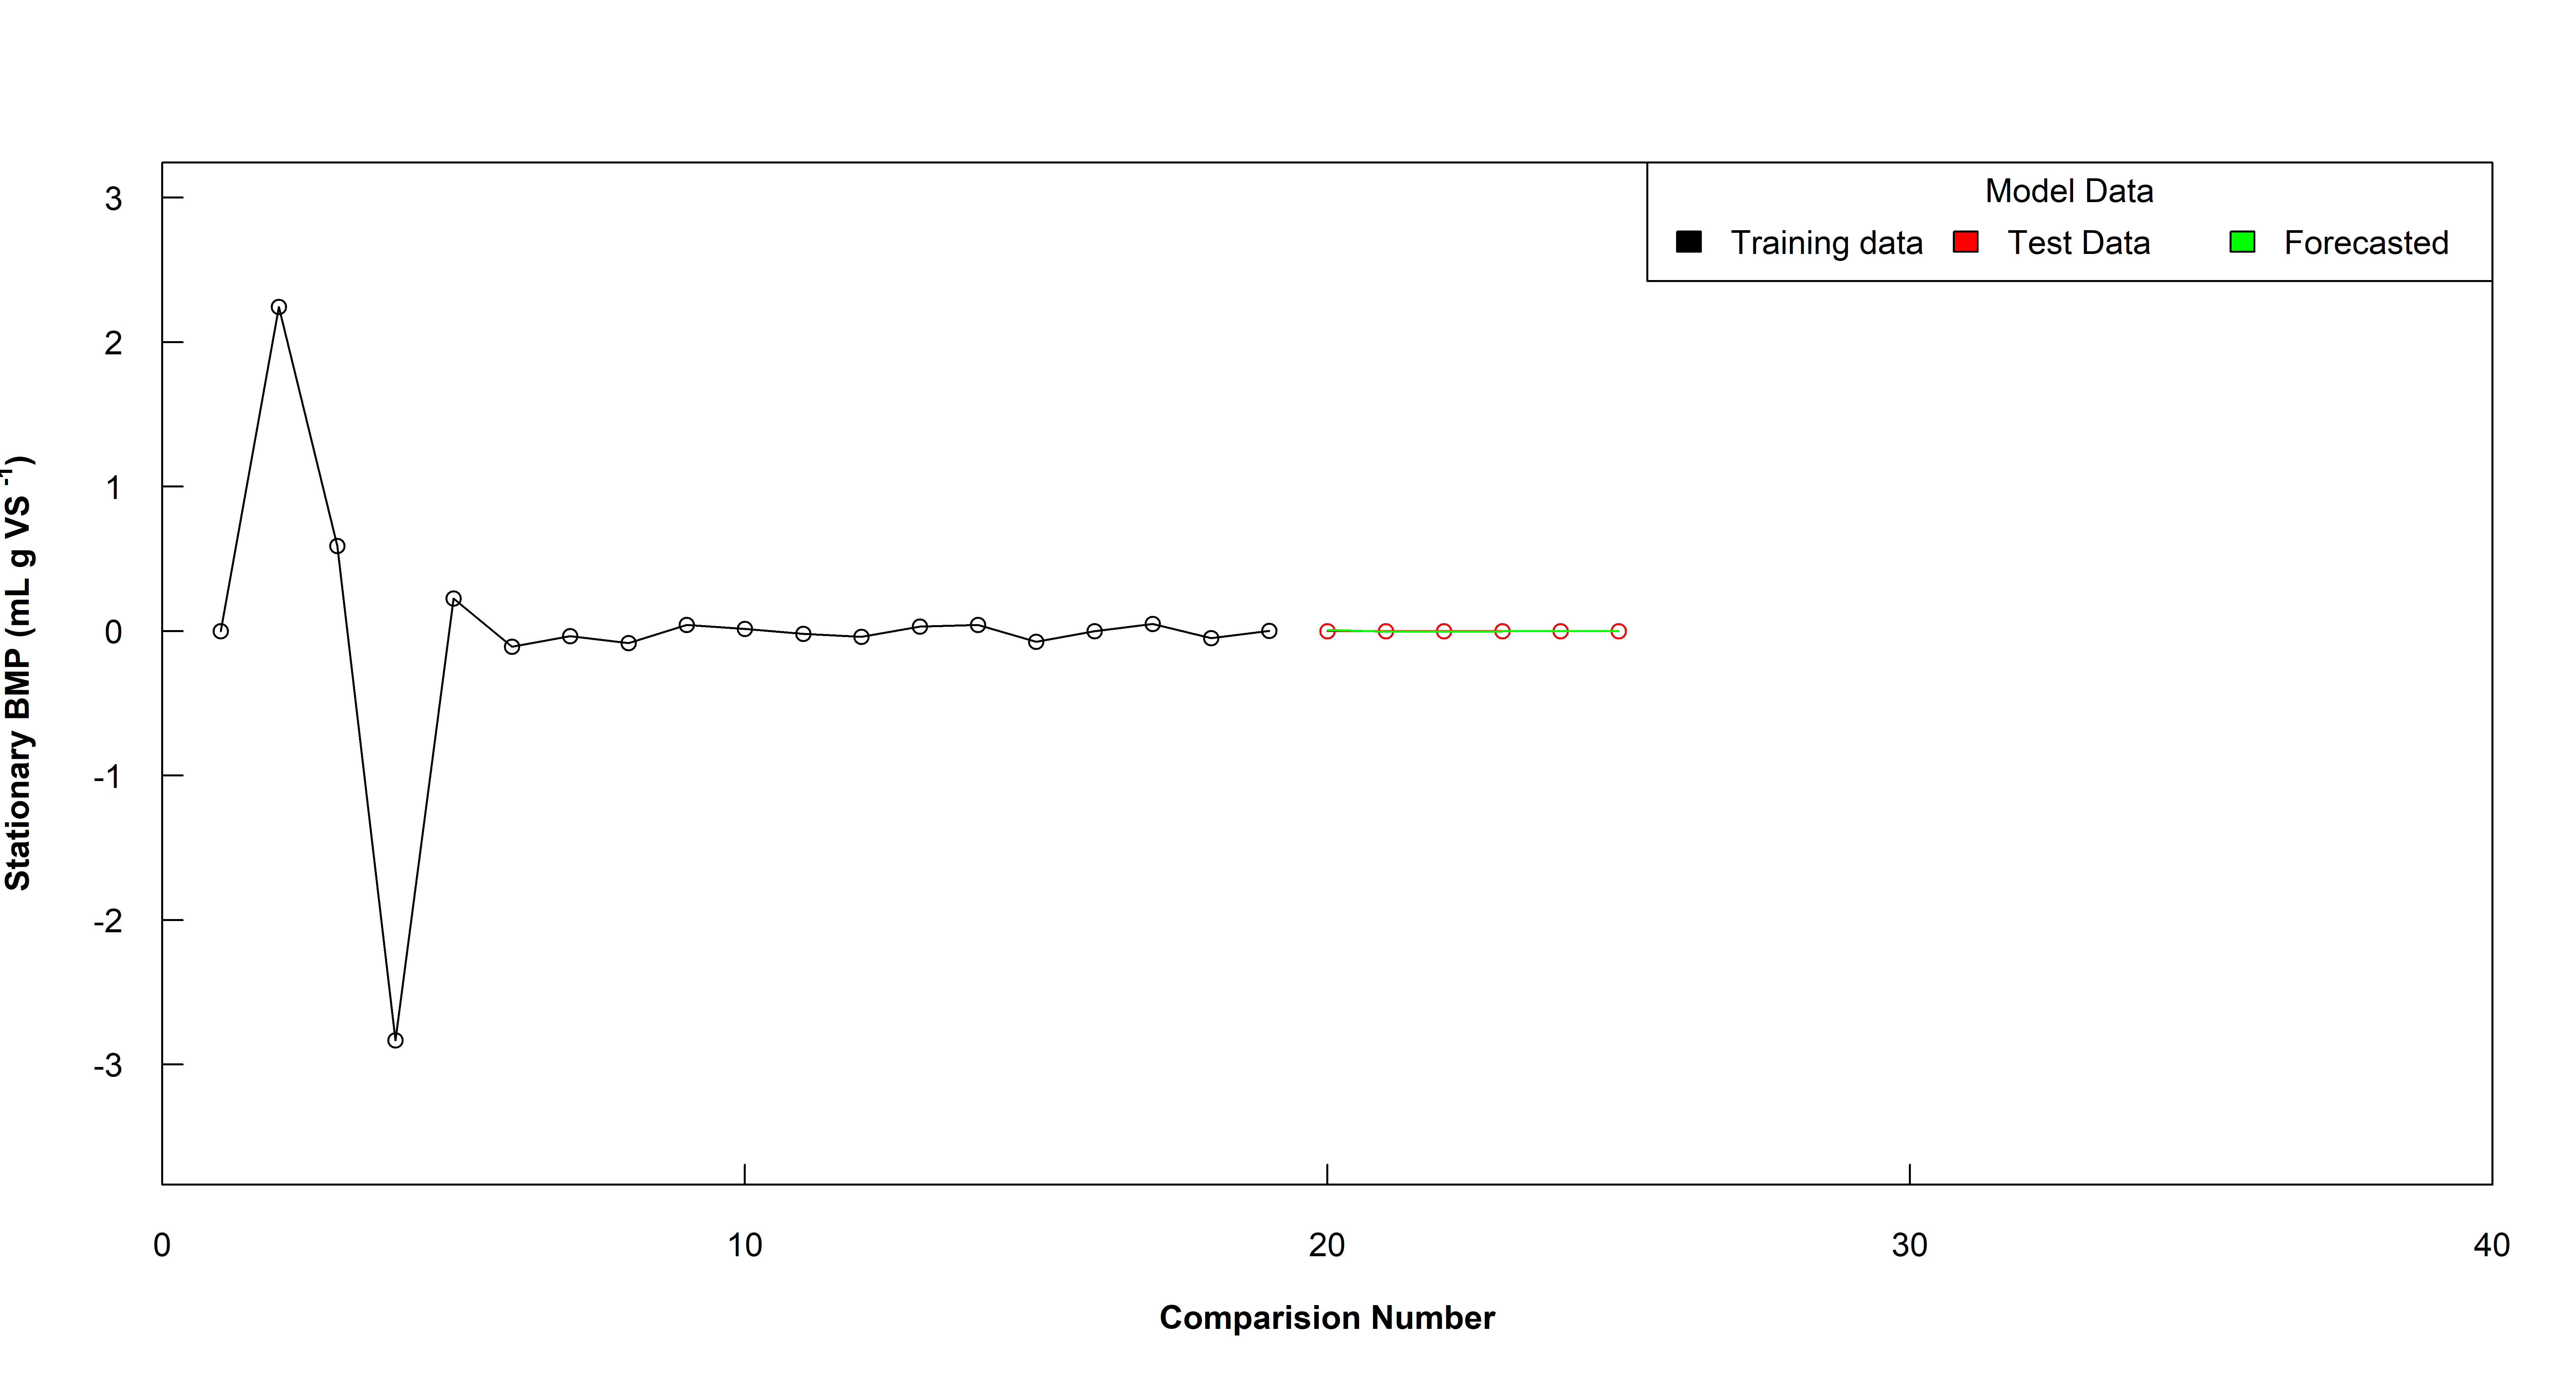 Model Data
Training data
Test Data
Forecasted
3
2
1
0
-1
-2
-3
Stationary BMP (mL g VS -1)
0
10
20
30
40
Comparision Number